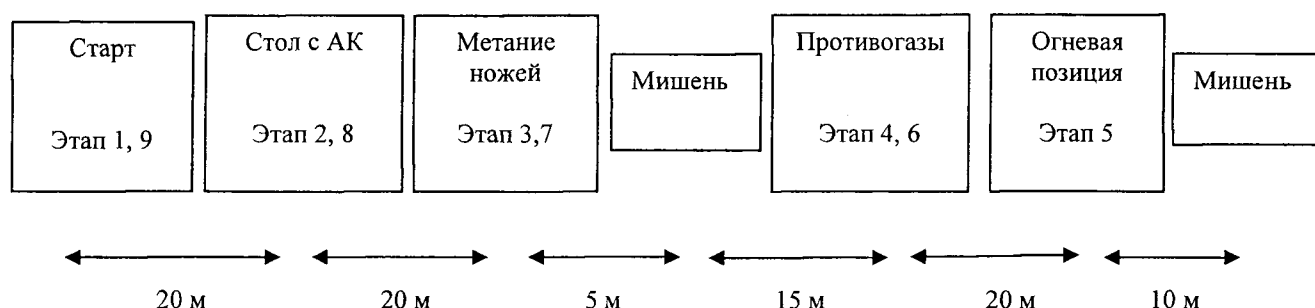 Старт
Этап 1, 9
Стол с АК
Этап 2, 8
Метание
ножей
Этап 3,7
Мишень
Противогазы
Этап 4, 6
Огневая
позиция
Этап 5
Мишень
20 м
20 м
5 м
15 м
20 м
10 м